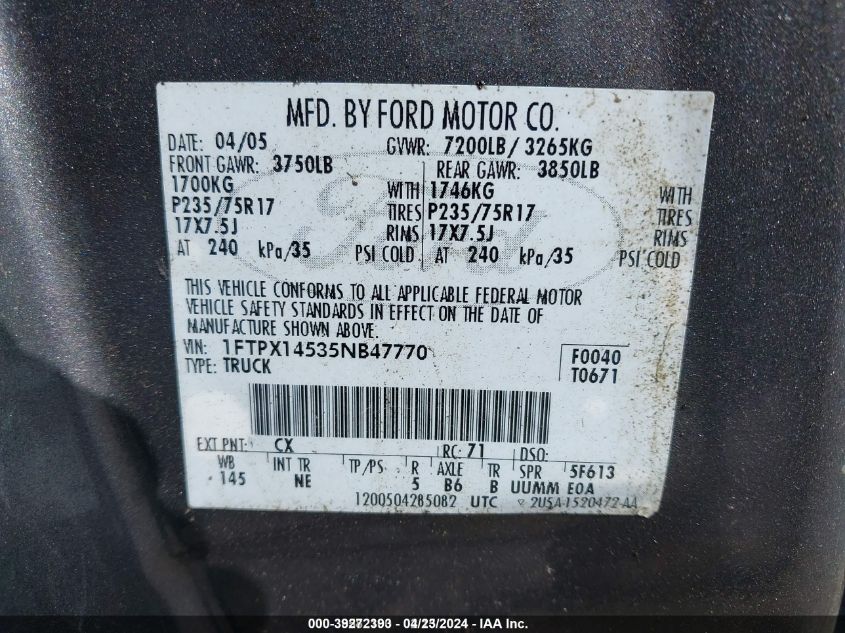 MFD. BY FORD MOTOR CO.
DATE: 04/05 GVWR: 7200LB/ 3265KG
FRONT GAWR: 3750LB REAR GAWR: 3850LB
1700KG WITH 1746KG WITH
P235/75R17 TIRES P235/75R17 TIRES
17X7.5J RIMS 17X7.5J RIMS
AT 240 kPa/35 PSI COLD AT 240 kPa/35 PSI COLD
Ford
THIS VEHICLE CONFORMS TO ALL APPLICABLE FEDERAL MOTOR
VEHICLE SAFETY STANDARDS IN EFFECT ON THE DATE OF
MANUFACTURE SHOWN ABOVE.
VIN: 1FTPX14535NB47770 F0040
TYPE: TRUCK T0671
EXT PNT: CX RC: 71 DSO:
WB INT TR TP/PS R AXLE TR SPR 5F613
145 NE 5 B6 B UUMM E0A
1200504285082 UTC 2U5A-1520472-AA
04/23/2024 - IAA Inc.